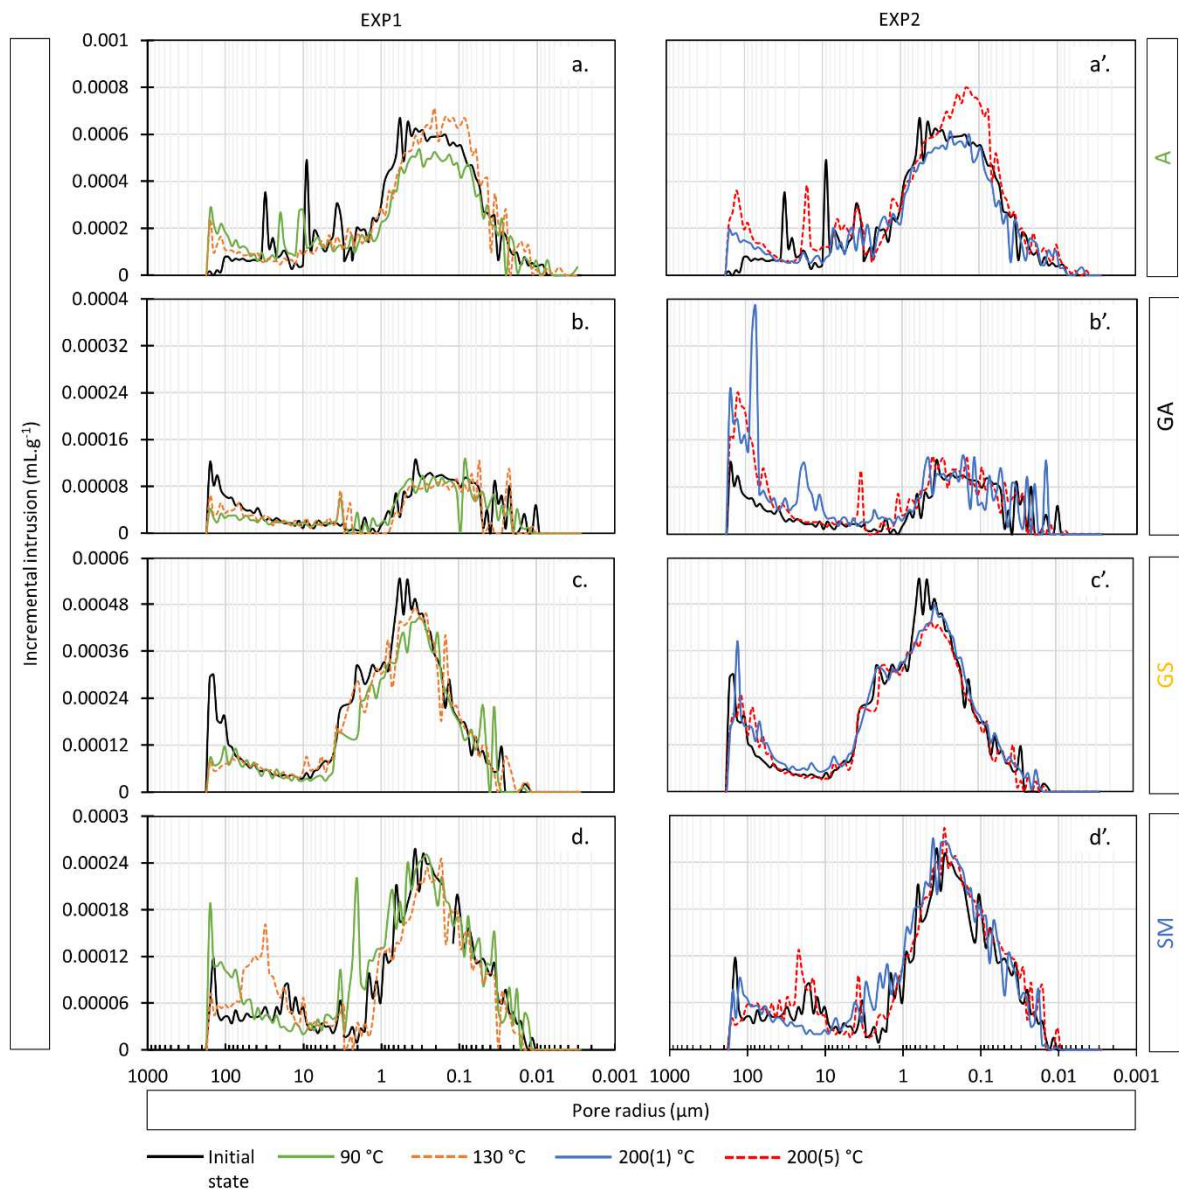 EXP1
EXP2
Incremental intrusion (mL.g⁻¹)
0.001
0.0008
0.0006
0.0004
0.0002
0
a.
a'.
A
0.0004
0.00032
0.00024
0.00016
0.00008
0
b.
b'.
GA
0.0006
0.00048
0.00036
0.00024
0.00012
0
c.
c'.
GS
0.0003
0.00024
0.00018
0.00012
0.00006
0
d.
d'.
SM
1000 100 10 1 0.1 0.01 0.001
1000 100 10 1 0.1 0.01 0.001
Pore radius (μm)
Initial state
90 °C
130 °C
200(1) °C
200(5) °C